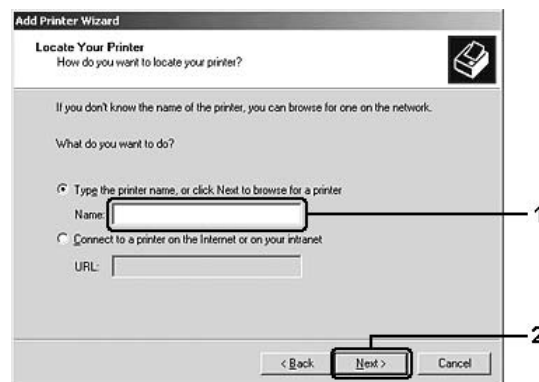 Add Printer Wizard
Locate Your Printer
How do you want to locate your printer?
If you don't know the name of the printer, you can browse for one on the network.
What do you want to do?
Type the printer name, or click Next to browse for a printer
Name:
1
Connect to a printer on the Internet or on your intranet
URL:
2
< Back
Next >
Cancel